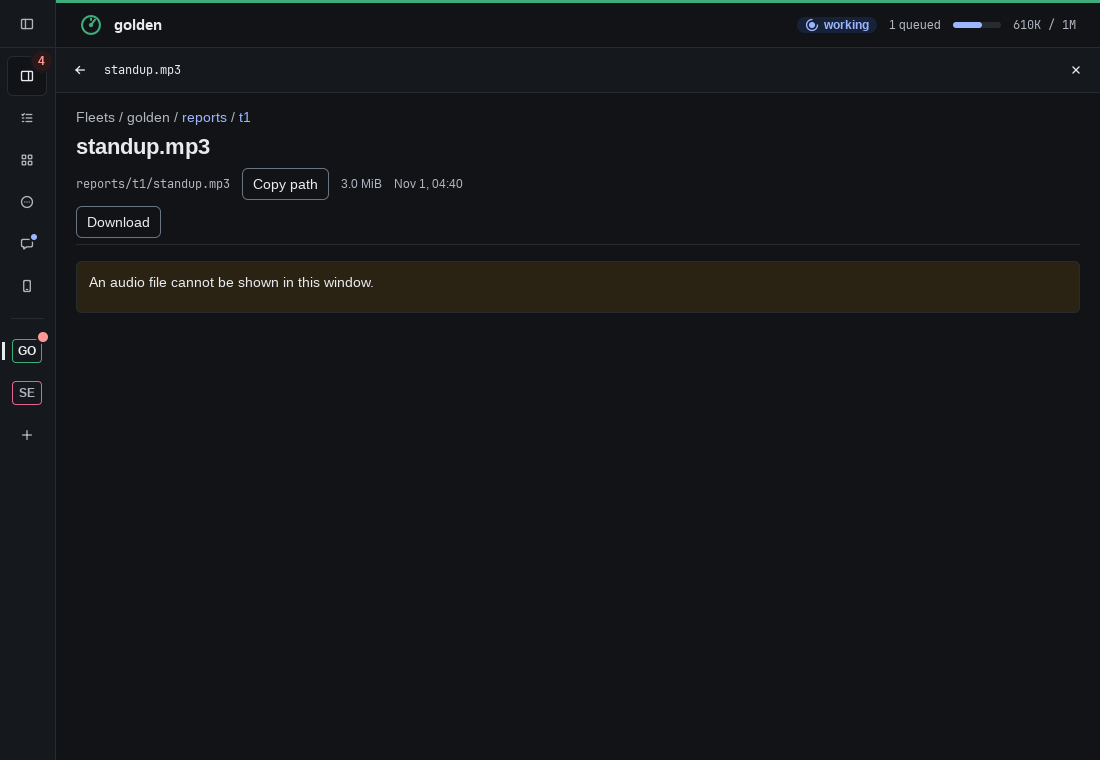 golden
working
1 queued
610K / 1M
4
standup.mp3
Fleets / golden / reports / t1
standup.mp3
reports/t1/standup.mp3
Copy path
3.0 MiB
Nov 1, 04:40
Download
An audio file cannot be shown in this window.
GO
SE